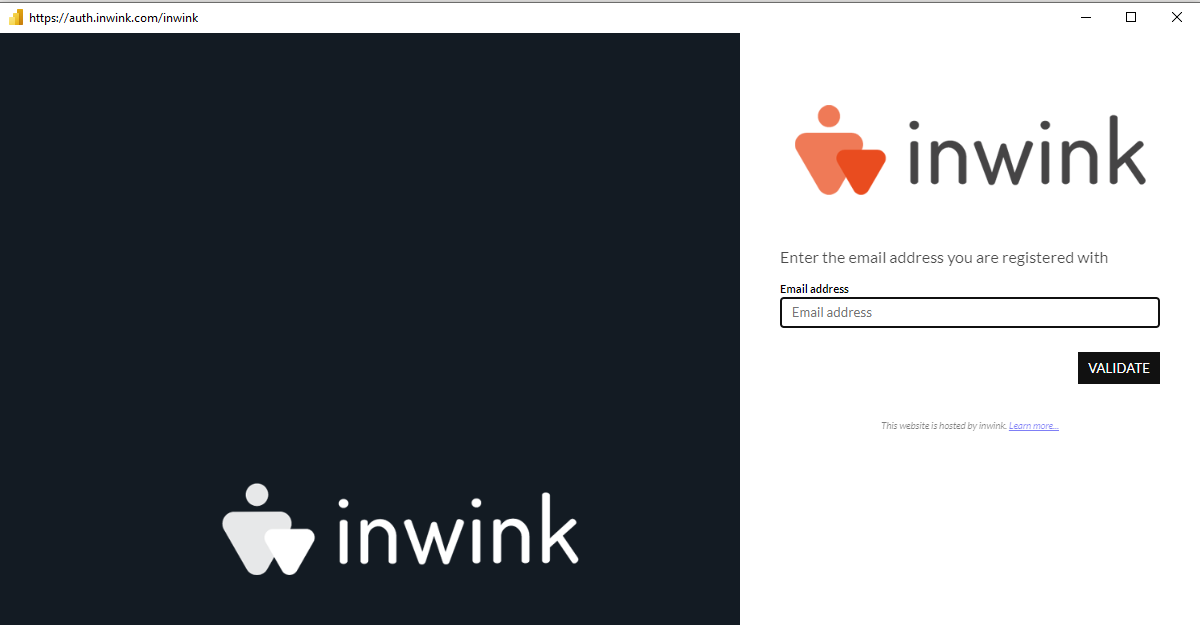 https://auth.inwink.com/inwink
inwink
Enter the email address you are registered with
Email address
Email address
VALIDATE
This website is hosted by inwink. Learn more...
inwink